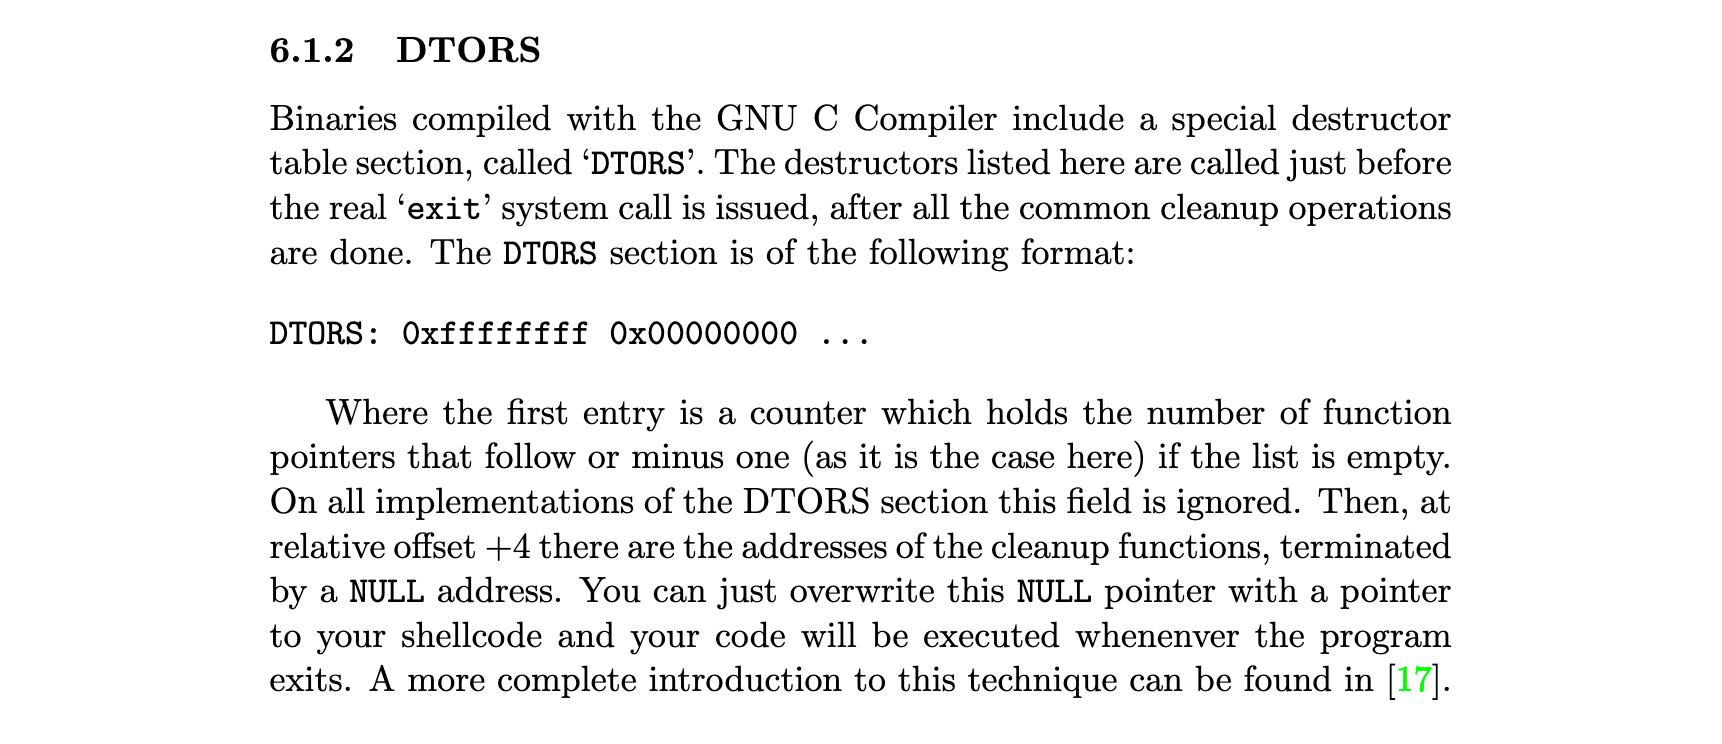 6.1.2 DTORS
Binaries compiled with the GNU C Compiler include a special destructor
table section, called ‘DTORS’. The destructors listed here are called just before
the real ‘exit’ system call is issued, after all the common cleanup operations
are done. The DTORS section is of the following format:
DTORS: 0xffffffff 0x00000000 ...
Where the first entry is a counter which holds the number of function
pointers that follow or minus one (as it is the case here) if the list is empty.
On all implementations of the DTORS section this field is ignored. Then, at
relative offset +4 there are the addresses of the cleanup functions, terminated
by a NULL address. You can just overwrite this NULL pointer with a pointer
to your shellcode and your code will be executed whenenver the program
exits. A more complete introduction to this technique can be found in [17].